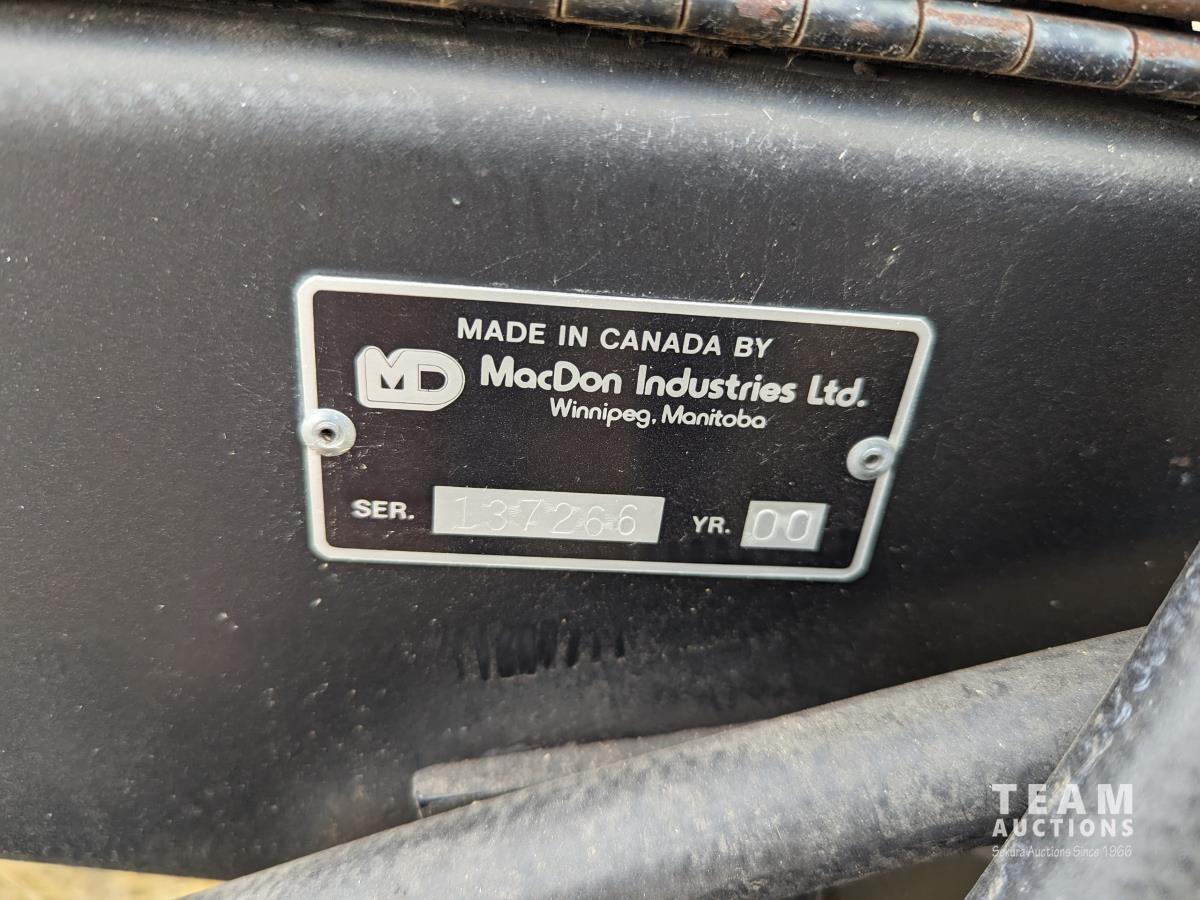 MADE IN CANADA BY
MD MacDon Industries Ltd.
Winnipeg, Manitoba
SER. 137266 YR. 00
TEAM
AUCTIONS
Sekura Auctions Since 1966